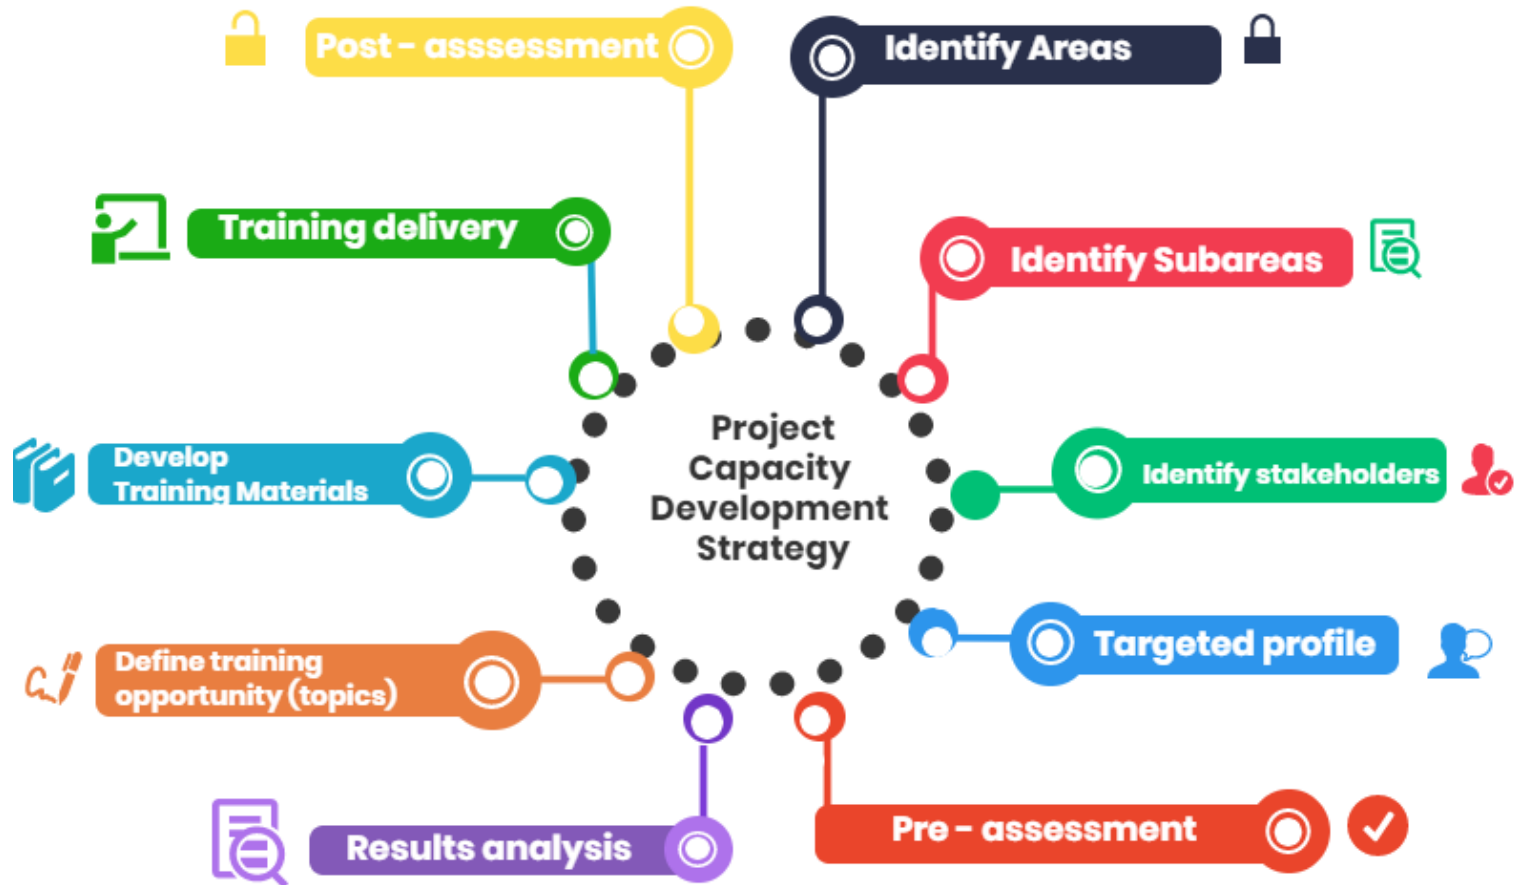 Post - asssessment
Identify Areas
Training delivery
Identify Subareas
Project
Capacity
Development
Strategy
Develop
Training Materials
Identify stakeholders
Define training
opportunity (topics)
Targeted profile
Results analysis
Pre - assessment